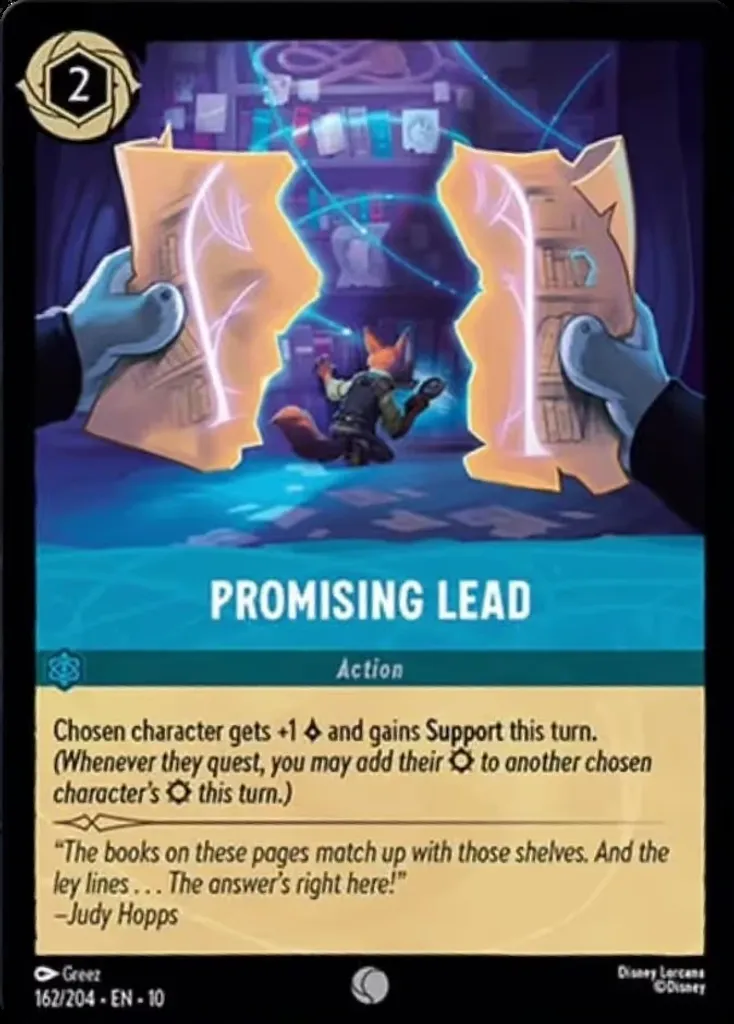 2
PROMISING LEAD
Action
Chosen character gets +1 and gains Support this turn.
(Whenever they quest, you may add their to another chosen
character's this turn.)
"The books on these pages match up with those shelves. And the
ley lines . . . The answer's right here!"
–Judy Hopps
Greez
Disney Lorcana
162/204 • EN • 10
©Disney